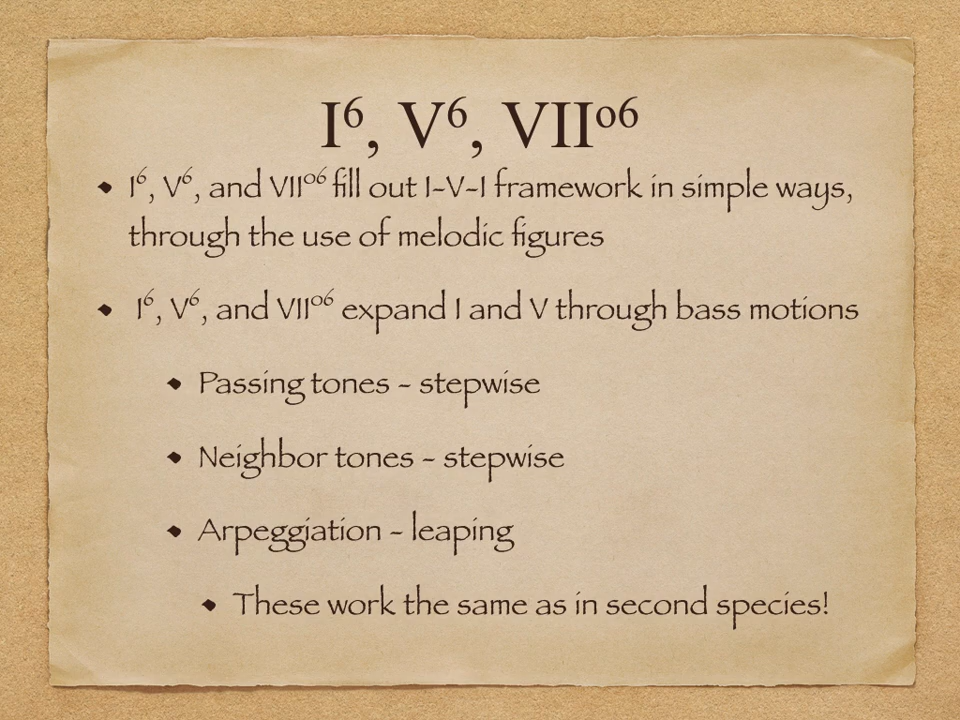 I⁶, V⁶, VIIº⁶
• I⁶, V⁶, and VIIº⁶ fill out I-V-I framework in simple ways,
through the use of melodic figures
• I⁶, V⁶, and VIIº⁶ expand I and V through bass motions
• Passing tones - stepwise
• Neighbor tones - stepwise
• Arpeggiation - leaping
• These work the same as in second species!